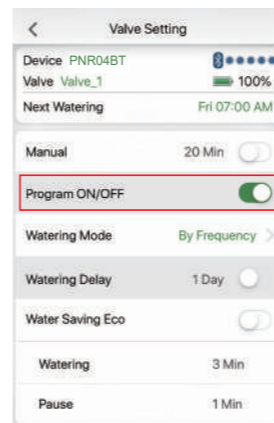 Valve Setting
Device PNR04BT
Valve Valve_1 100%
Next Watering Fri 07:00 AM
Manual 20 Min
Program ON/OFF
Watering Mode By Frequency
Watering Delay 1 Day
Water Saving Eco
Watering 3 Min
Pause 1 Min